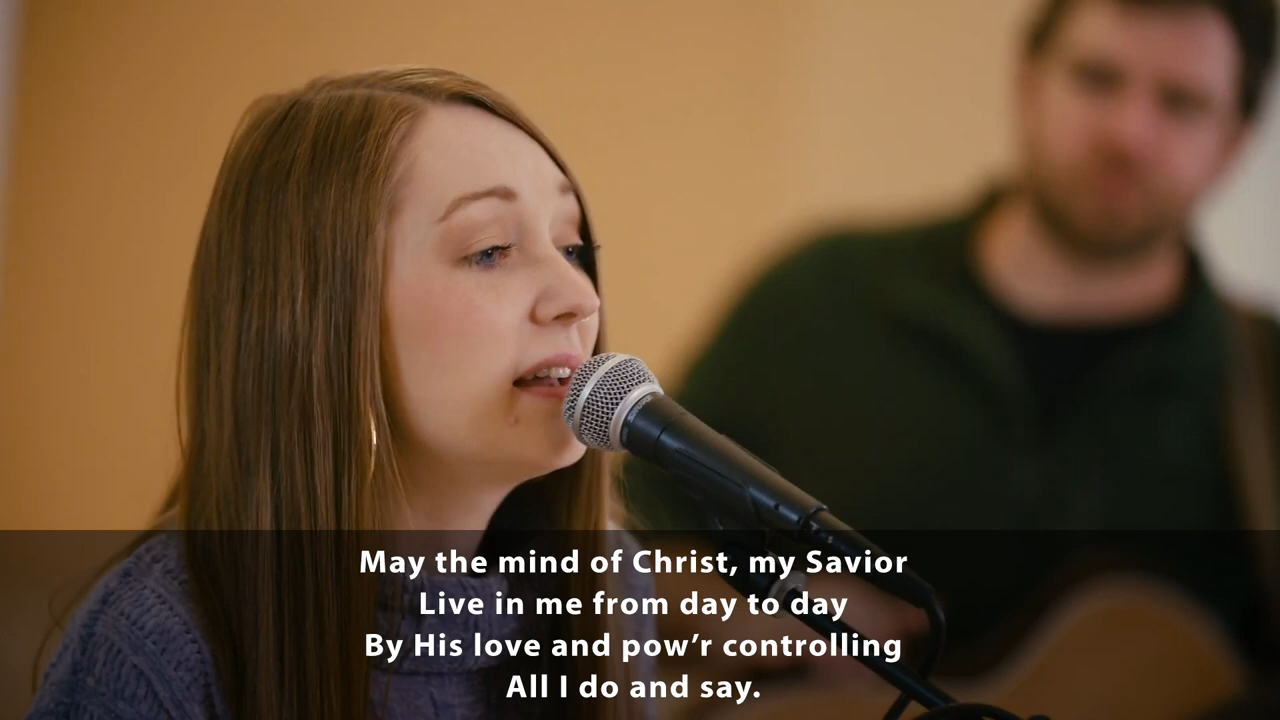 May the mind of Christ, my Savior
Live in me from day to day
By His love and pow’r controlling
All I do and say.